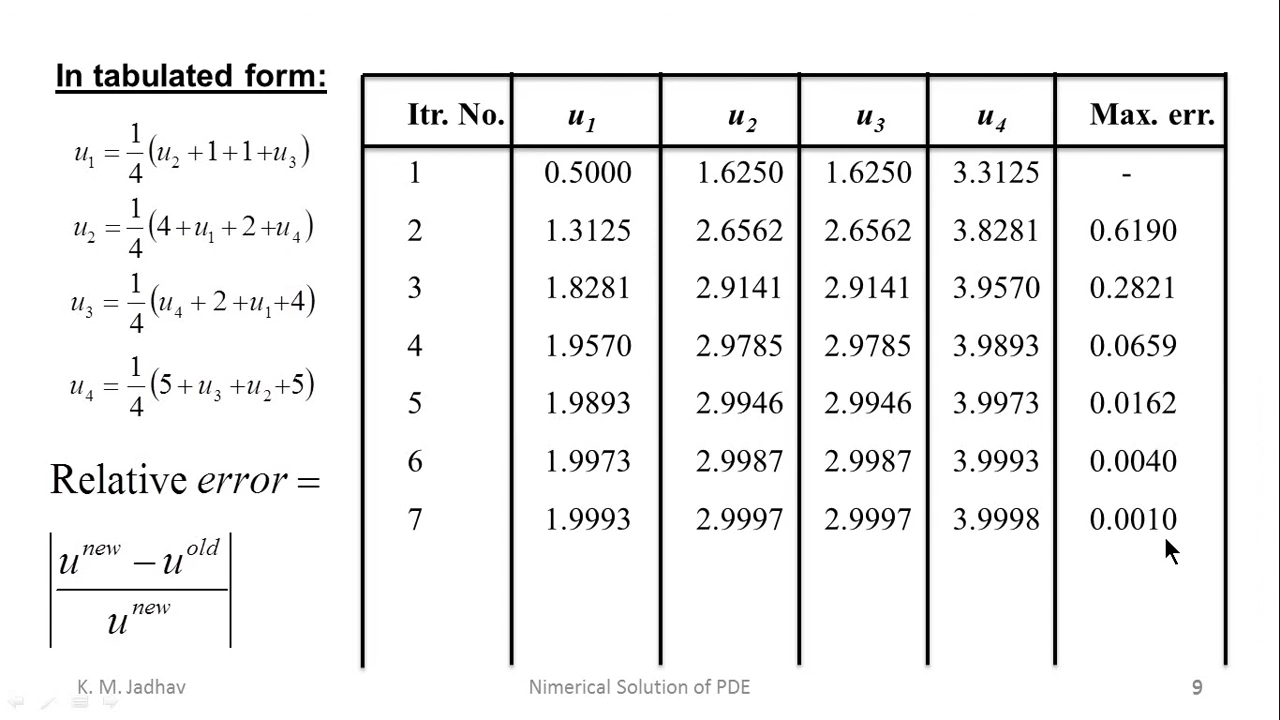 In tabulated form:
u₁ = 1/4 (u₂ + 1 + 1 + u₃)
u₂ = 1/4 (4 + u₁ + 2 + u₄)
u₃ = 1/4 (u₄ + 2 + u₁ + 4)
u₄ = 1/4 (5 + u₃ + u₂ + 5)
Relative error =
|(u^new − u^old) / u^new|
Itr. No. u₁ u₂ u₃ u₄ Max. err.
1 0.5000 1.6250 1.6250 3.3125 -
2 1.3125 2.6562 2.6562 3.8281 0.6190
3 1.8281 2.9141 2.9141 3.9570 0.2821
4 1.9570 2.9785 2.9785 3.9893 0.0659
5 1.9893 2.9946 2.9946 3.9973 0.0162
6 1.9973 2.9987 2.9987 3.9993 0.0040
7 1.9993 2.9997 2.9997 3.9998 0.0010
K. M. Jadhav Nimerical Solution of PDE 9